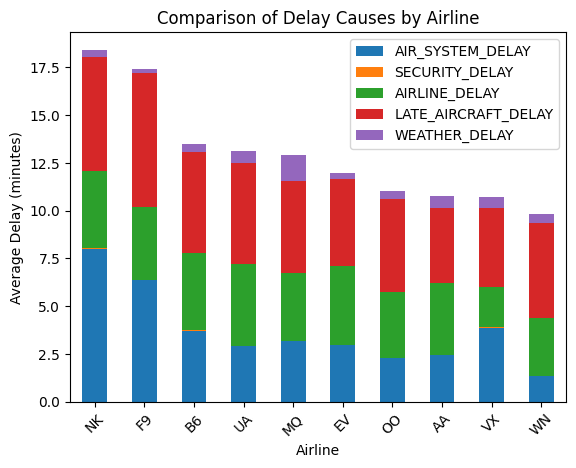 Comparison of Delay Causes by Airline
AIR_SYSTEM_DELAY
SECURITY_DELAY
AIRLINE_DELAY
LATE_AIRCRAFT_DELAY
WEATHER_DELAY
Average Delay (minutes)
17.5
15.0
12.5
10.0
7.5
5.0
2.5
0.0
NK F9 B6 UA MQ EV OO AA VX WN
Airline